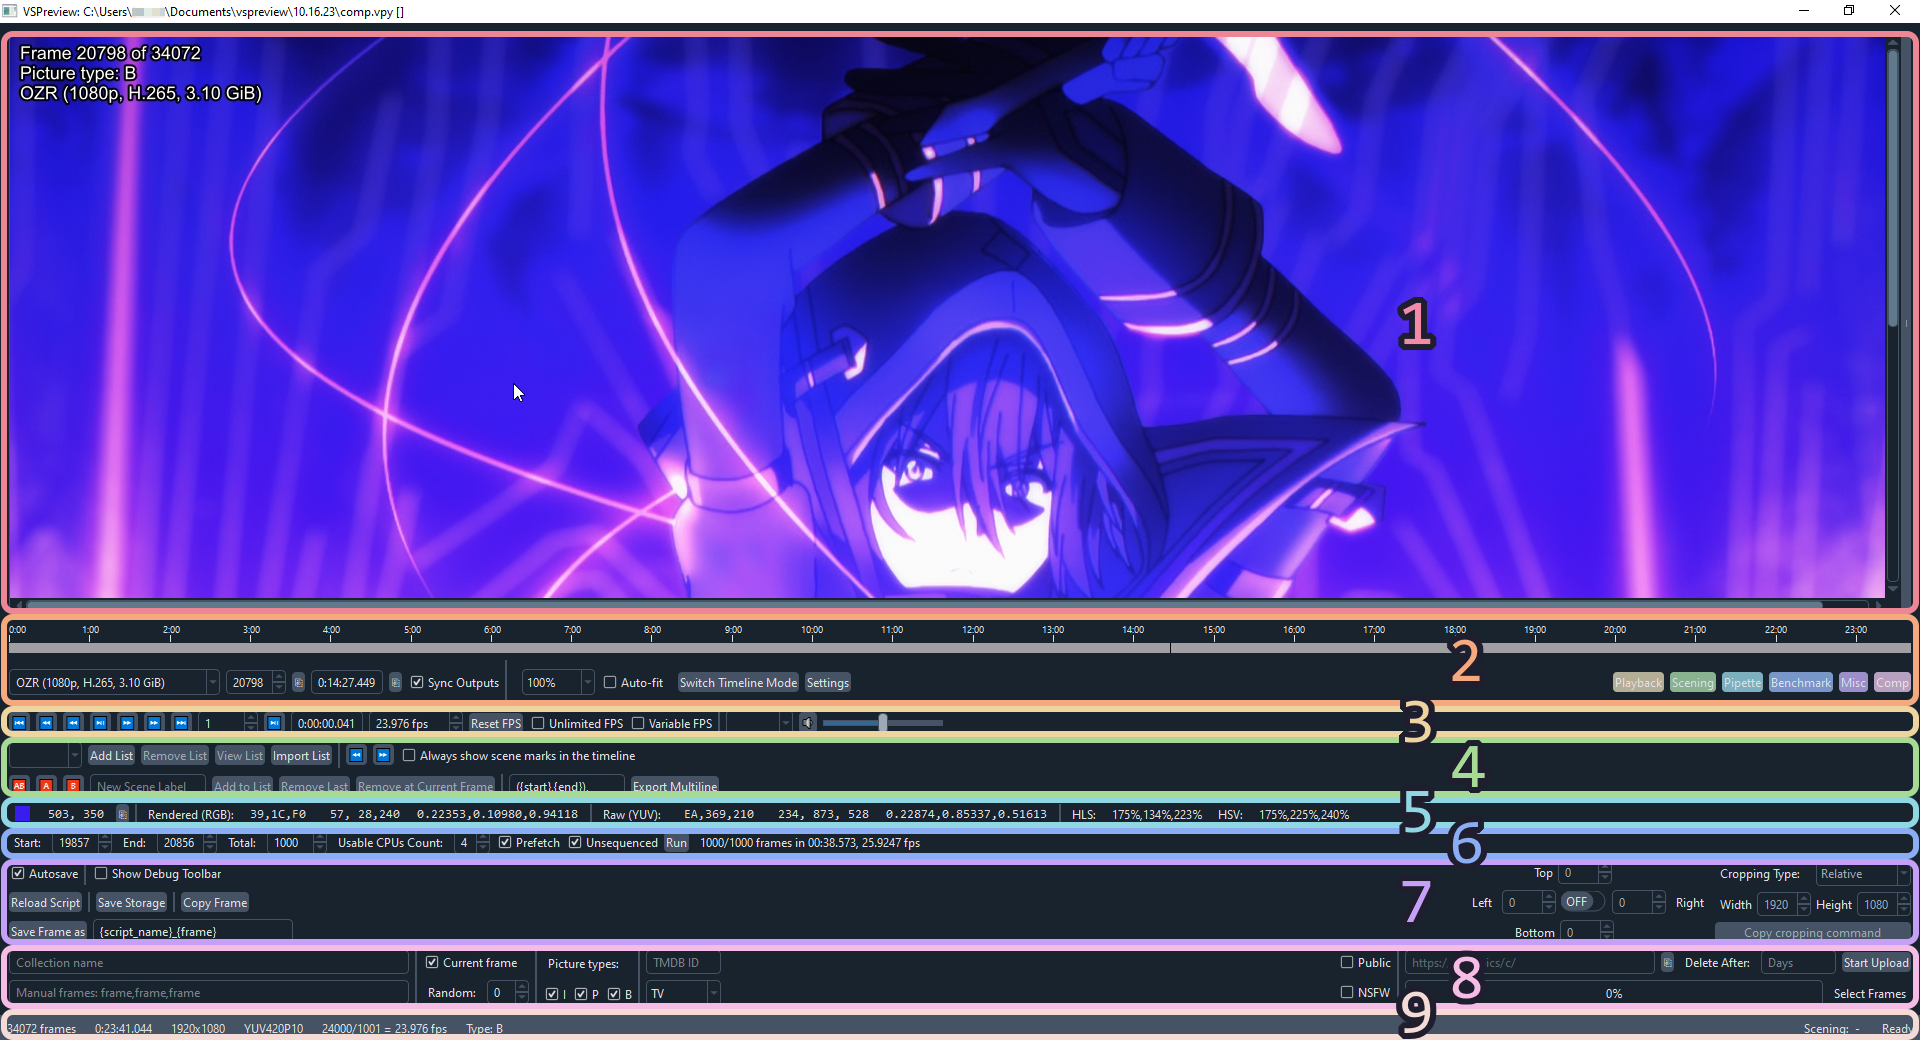 VSPreview: C:\Users\ \Documents\vspreview\10.16.23\comp.vpy []
Frame 20798 of 34072
Picture type: B
OZR (1080p, H.265, 3.10 GiB)
1
0:00 1:00 2:00 3:00 4:00 5:00 6:00 7:00 8:00 9:00 10:00 11:00 12:00 13:00 14:00 15:00 16:00 17:00 18:00 19:00 20:00 21:00 22:00 23:00
2
OZR (1080p, H.265, 3.10 GiB) 20798 0:14:27.449 Sync Outputs 100% Auto-fit Switch Timeline Mode Settings Playback Scening Pipette Benchmark Misc Comp
1 0:00:00.041 23.976 fps Reset FPS Unlimited FPS Variable FPS 3
Add List Remove List View List Import List Always show scene marks in the timeline
4
AB A B New Scene Label Add to List Remove Last Remove at Current Frame ({start},{end}), Export Multiline
503, 350 Rendered (RGB): 39,1C,F0 57, 28,240 0.22353,0.10980,0.94118 Raw (YUV): EA,369,210 234, 873, 528 0.22874,0.85337,0.51613 HLS: 175%,134%,223% HSV: 175%,225%,240% 5
Start: 19857 End: 20856 Total: 1000 Usable CPUs Count: 4 Prefetch Unsequenced Run 1000/1000 frames in 00:38.573, 25.9247 fps 6
Autosave Show Debug Toolbar Top 0 Cropping Type: Relative
Reload Script Save Storage Copy Frame 7 Left 0 OFF 0 Right Width 1920 Height 1080
Save Frame as {script_name}_{frame} Bottom 0 Copy cropping command
Collection name Current frame Picture types: TMDB ID Public https:/ ics/c/ Delete After: Days Start Upload
8
Manual frames: frame,frame,frame Random: 0 I P B TV NSFW 0% Select Frames
9
34072 frames 0:23:41.044 1920x1080 YUV420P10 24000/1001 = 23.976 fps Type: B Scening: - Ready